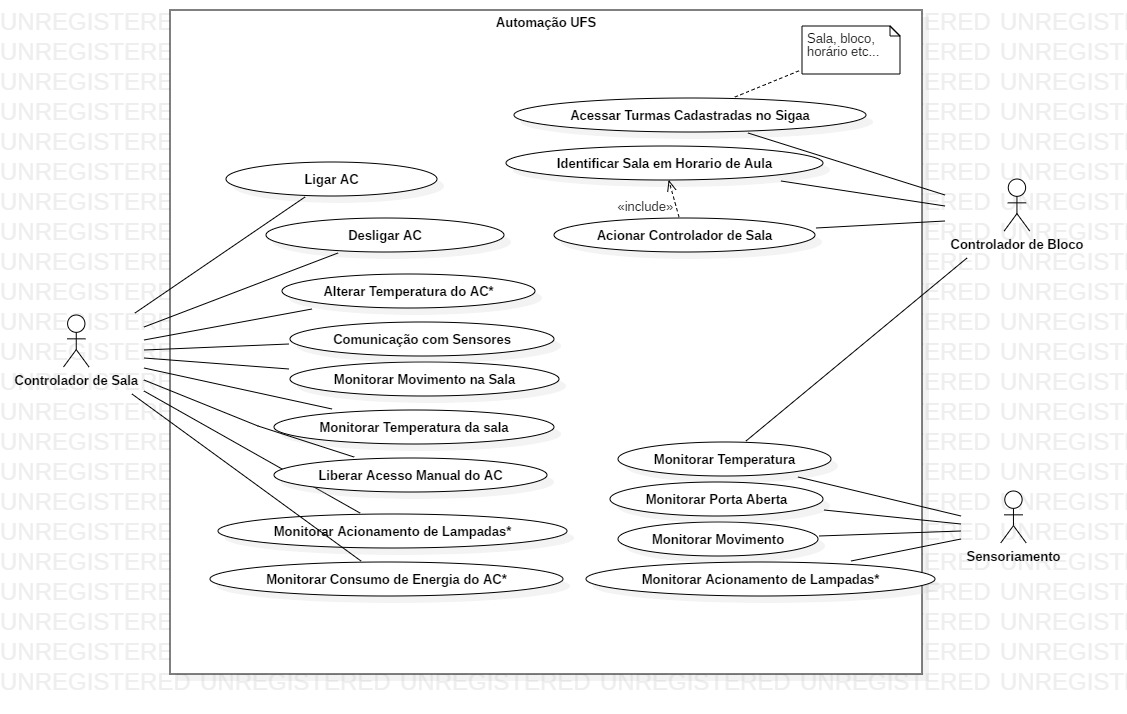 Automação UFS
Sala, bloco,
horário etc...
Acessar Turmas Cadastradas no Sigaa
Identificar Sala em Horario de Aula
Ligar AC
«include»
Desligar AC
Acionar Controlador de Sala
Controlador de Bloco
Alterar Temperatura do AC*
Comunicação com Sensores
Controlador de Sala
Monitorar Movimento na Sala
Monitorar Temperatura da sala
Liberar Acesso Manual do AC
Monitorar Acionamento de Lampadas*
Monitorar Consumo de Energia do AC*
Monitorar Temperatura
Monitorar Porta Aberta
Monitorar Movimento
Monitorar Acionamento de Lampadas*
Sensoriamento
UNREGISTERED UNREGISTERED UNREGISTERED UNREGISTERED UNREGISTERED